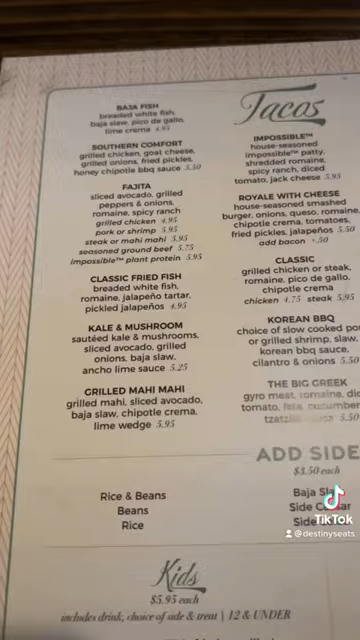 Tacos
BAJA FISH
breaded white fish,
baja slaw, pico de gallo,
lime crema 4.95
SOUTHERN COMFORT
grilled chicken, goat cheese,
grilled onions, fried pickles,
honey chipotle bbq sauce 5.50
FAJITA
sliced avocado, grilled
peppers & onions,
romaine, spicy ranch
grilled chicken 4.95
pork or shrimp 5.95
steak or mahi mahi 5.95
seasoned ground beef 5.75
impossible™ plant protein 5.95
CLASSIC FRIED FISH
breaded white fish,
romaine, jalapeño tartar,
pickled jalapeños 4.95
KALE & MUSHROOM
sautéed kale & mushrooms,
sliced avocado, grilled
onions, baja slaw,
ancho lime sauce 5.25
GRILLED MAHI MAHI
grilled mahi, sliced avocado,
baja slaw, chipotle crema,
lime wedge 5.95
IMPOSSIBLE™
house-seasoned
impossible™ patty,
shredded romaine,
spicy ranch, diced
tomato, jack cheese 5.95
ROYALE WITH CHEESE
house-seasoned smashed
burger, onions, queso, romaine,
chipotle crema, tomatoes,
fried pickles, jalapeños 5.50
add bacon .50
CLASSIC
grilled chicken or steak,
romaine, pico de gallo,
chipotle crema
chicken 4.75 steak 5.95
KOREAN BBQ
choice of slow cooked po
or grilled shrimp, slaw,
korean bbq sauce,
cilantro & onions 5.50
THE BIG GREEK
gyro meat, romaine, dic
tomato, feta, cucumber
tzatziki sauce 5.50
ADD SIDE
$3.50 each
Rice & Beans
Beans
Rice
Baja Slaw
Side Caesar
Side
TikTok
@destinyseats
Kids
$5.95 each
includes drink, choice of side & treat | 12 & UNDER